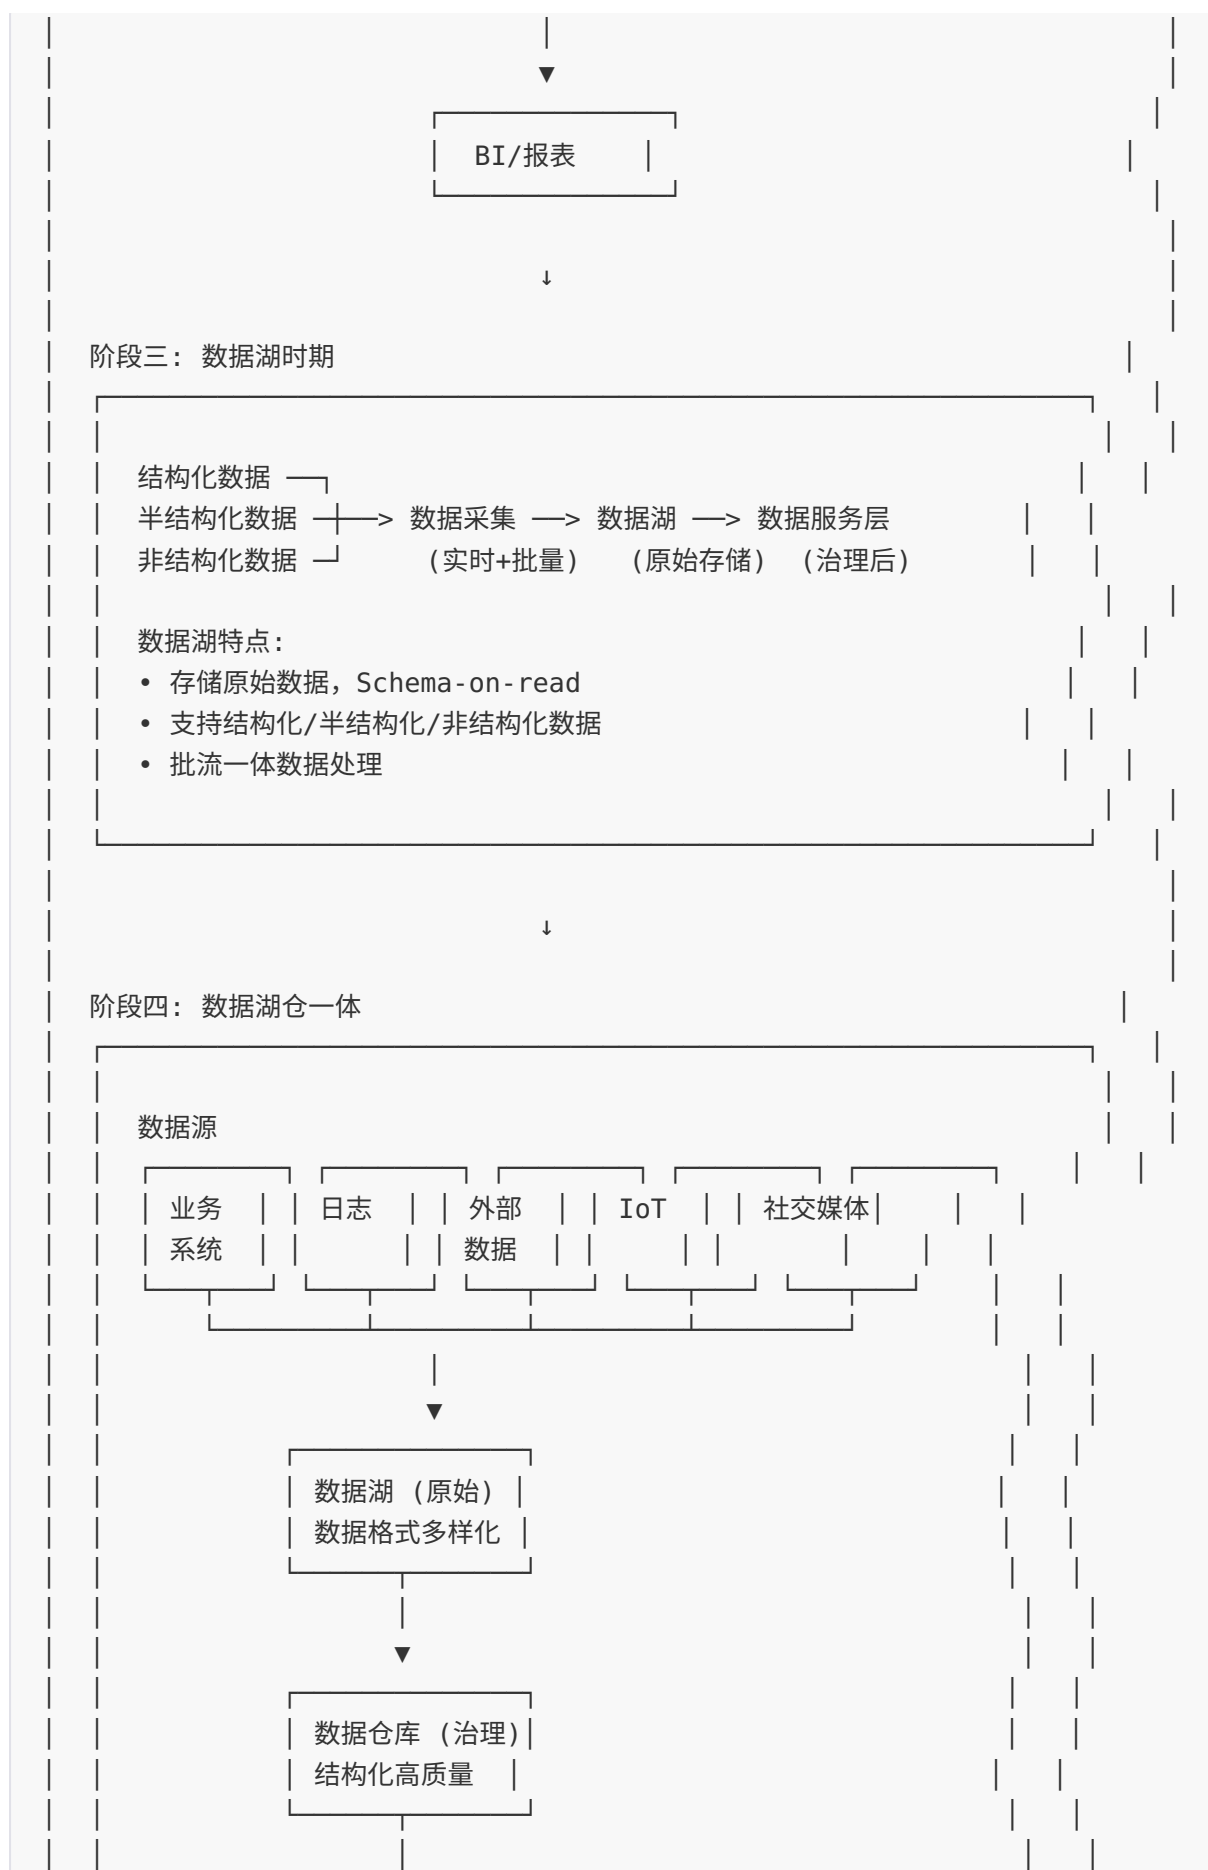 BI/报表
阶段三: 数据湖时期
结构化数据
半结构化数据 ──> 数据采集 ──> 数据湖 ──> 数据服务层
非结构化数据 (实时+批量) (原始存储) (治理后)
数据湖特点:
• 存储原始数据，Schema-on-read
• 支持结构化/半结构化/非结构化数据
• 批流一体数据处理
阶段四: 数据湖仓一体
数据源
业务 日志 外部 IoT 社交媒体
系统 数据
数据湖 (原始)
数据格式多样化
数据仓库 (治理)
结构化高质量